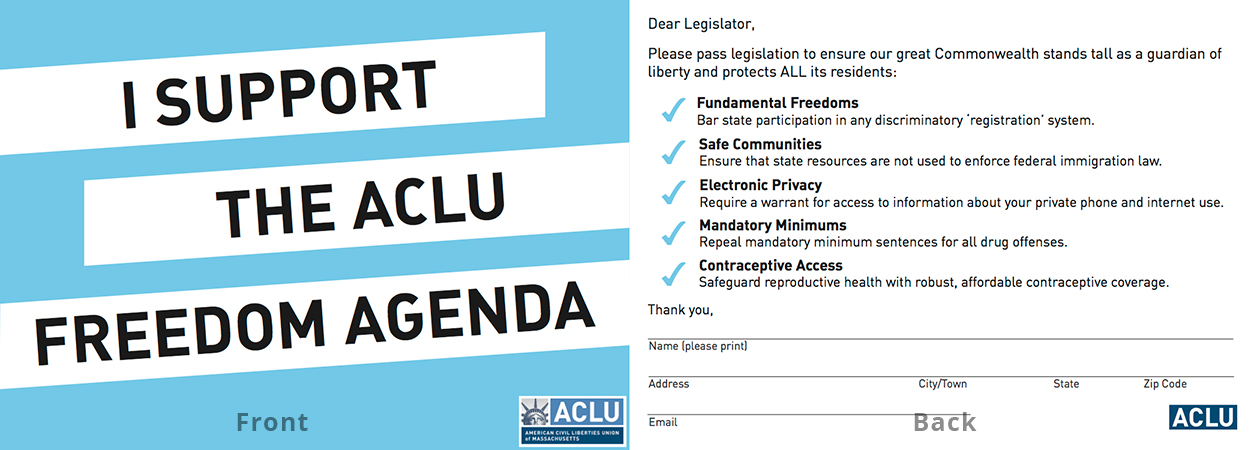 I SUPPORT
THE ACLU
FREEDOM AGENDA
Front
ACLU
AMERICAN CIVIL LIBERTIES UNION
of MASSACHUSETTS
Dear Legislator,
Please pass legislation to ensure our great Commonwealth stands tall as a guardian of
liberty and protects ALL its residents:
Fundamental Freedoms
Bar state participation in any discriminatory ‘registration’ system.
Safe Communities
Ensure that state resources are not used to enforce federal immigration law.
Electronic Privacy
Require a warrant for access to information about your private phone and internet use.
Mandatory Minimums
Repeal mandatory minimum sentences for all drug offenses.
Contraceptive Access
Safeguard reproductive health with robust, affordable contraceptive coverage.
Thank you,
Name (please print)
Address City/Town State Zip Code
Email
Back
ACLU